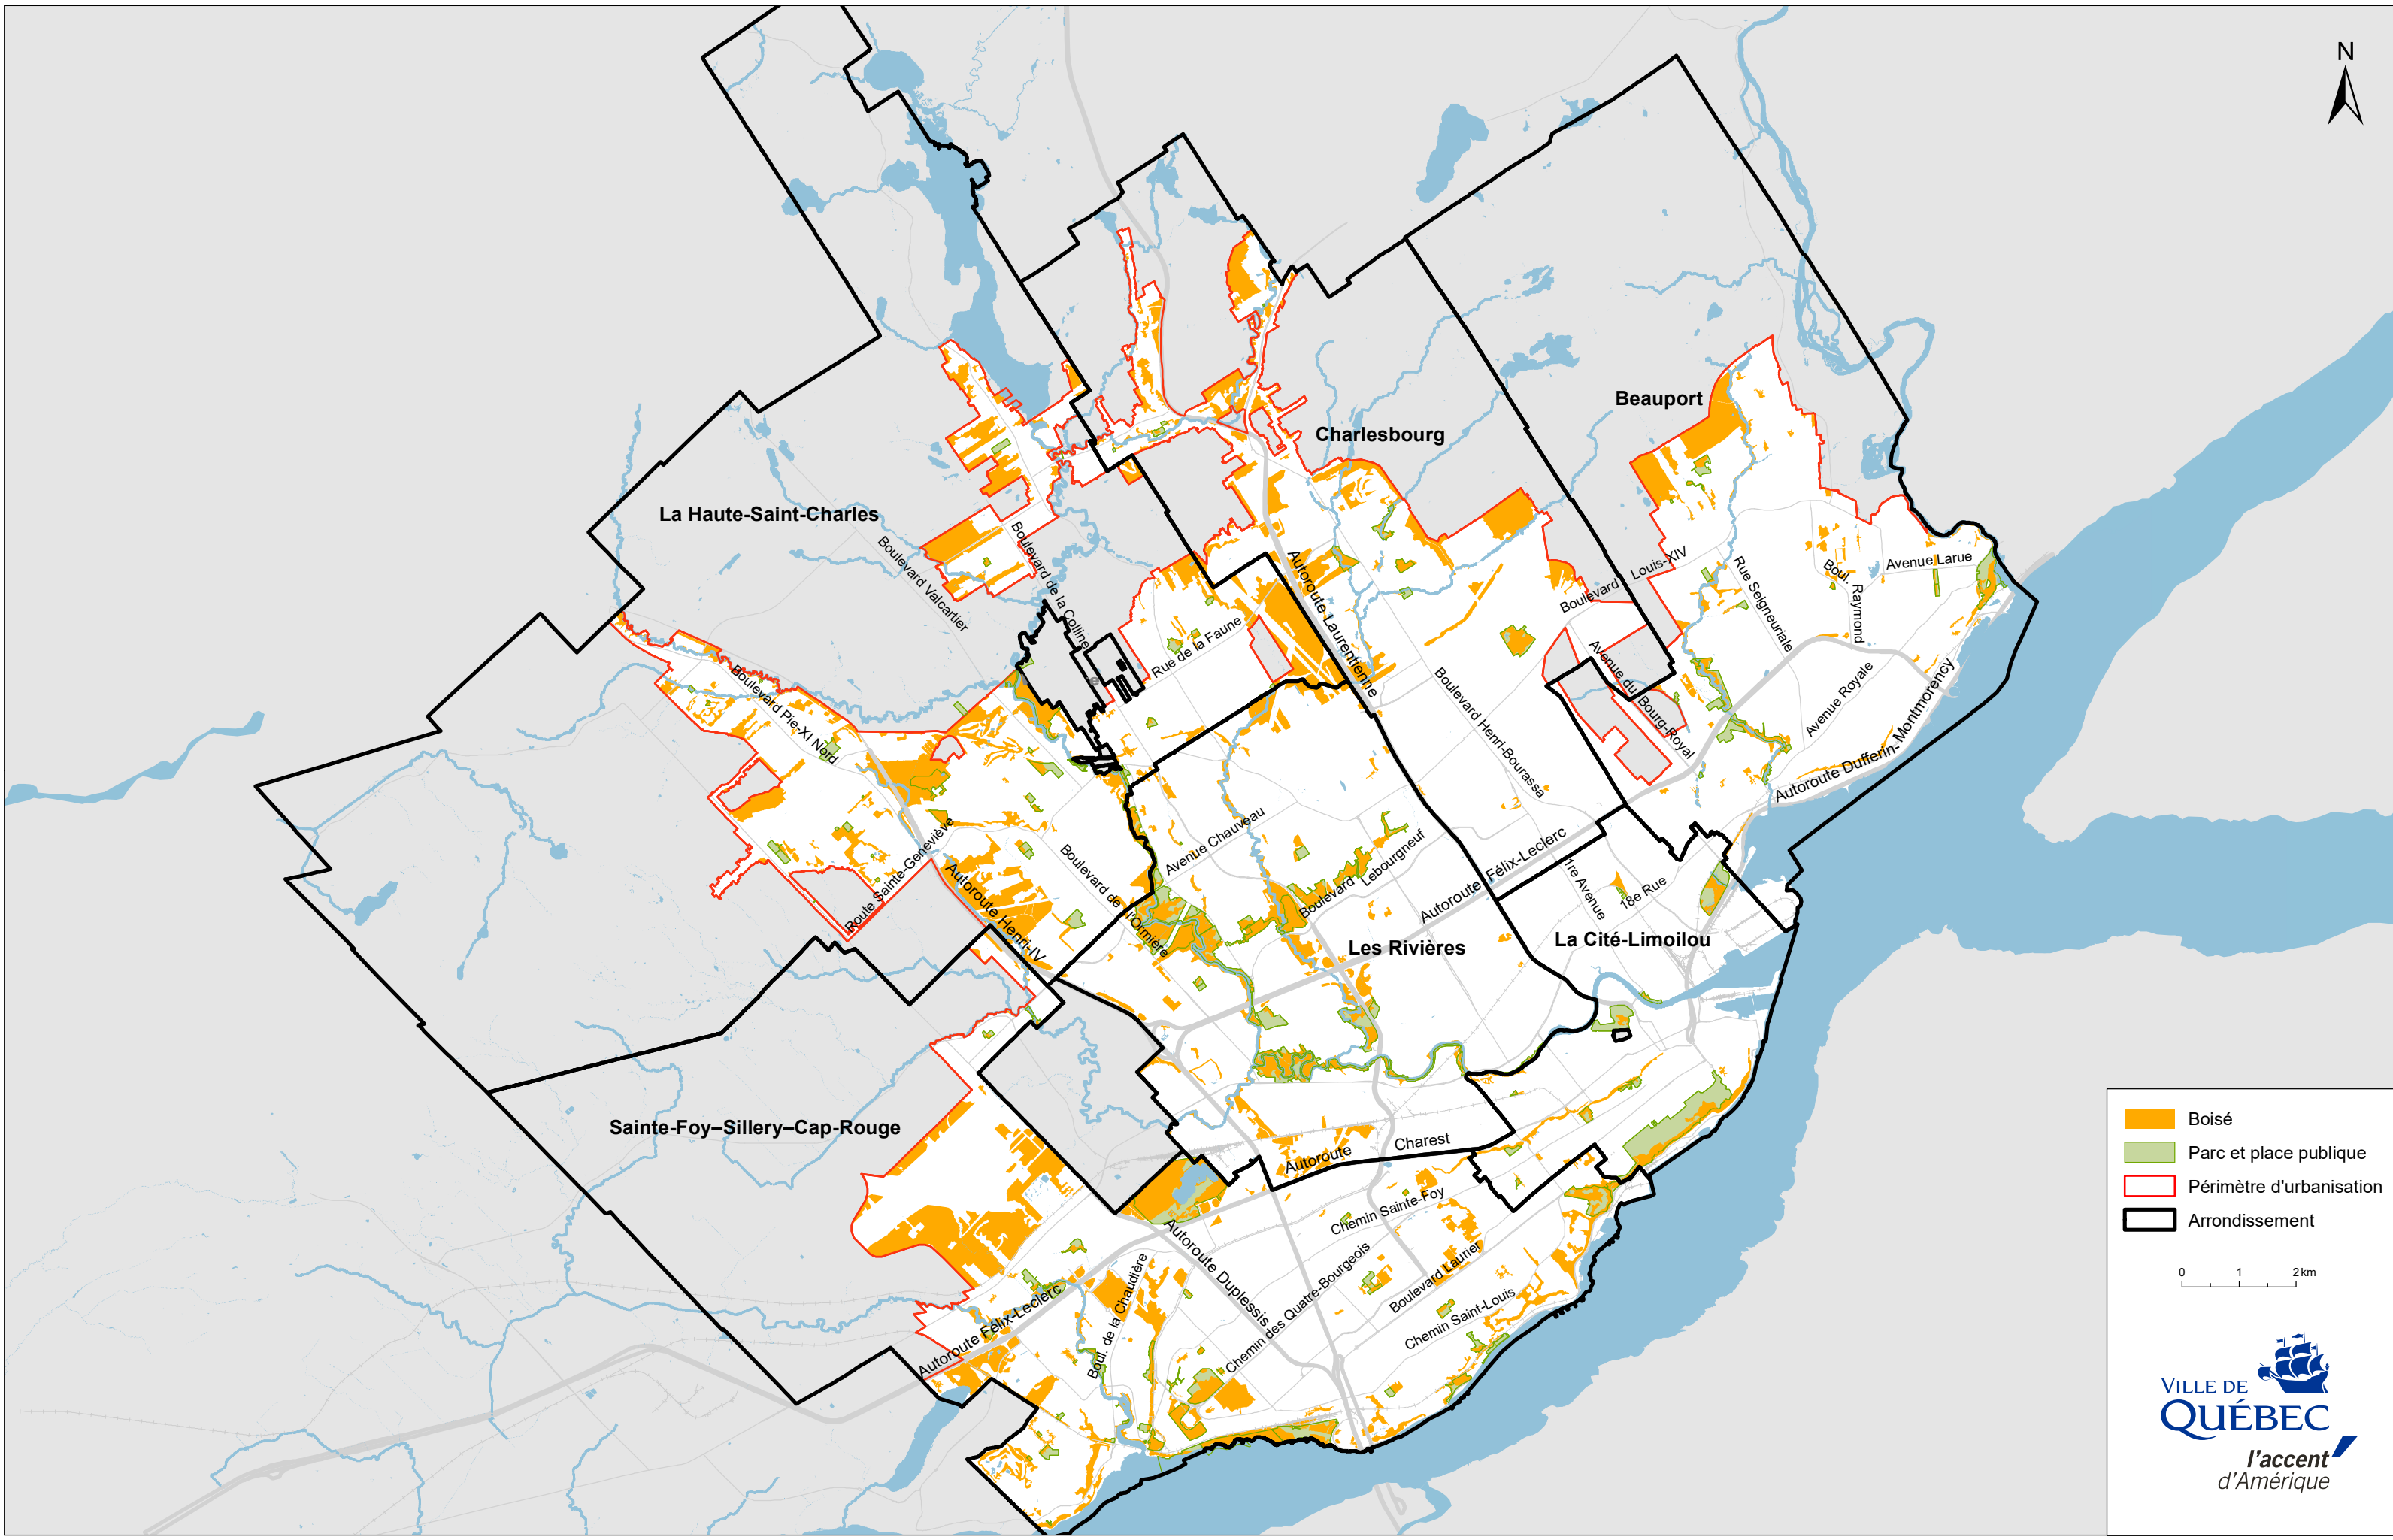 N
Beauport
Charlesbourg
La Haute-Saint-Charles
Boulevard Valcartier
Boulevard de la Colline
Autoroute Laurentienne
Boulevard Louis-XIV
Rue Seigneuriale
Boul. Raymond
Avenue Larue
Rue de la Faune
Avenue du Bourg-Royal
Boulevard Pie-XI Nord
Boulevard Henri-Bourassa
Avenue Royale
Autoroute Dufferin-Montmorency
Avenue Chauveau
Route Sainte-Geneviève
Boulevard de l'Ormière
Boulevard Lebourgneuf
Autoroute Félix-Leclerc
1re Avenue
18e Rue
Autoroute Henri-IV
Les Rivières
La Cité-Limoilou
Sainte-Foy–Sillery–Cap-Rouge
Autoroute Charest
Chemin Sainte-Foy
Autoroute Duplessis
Chemin des Quatre-Bourgeois
Boulevard Laurier
Chemin Saint-Louis
Boul. de la Chaudière
Autoroute Félix-Leclerc
Boisé
Parc et place publique
Périmètre d'urbanisation
Arrondissement
0 1 2 km
VILLE DE
QUÉBEC
l'accent
d'Amérique